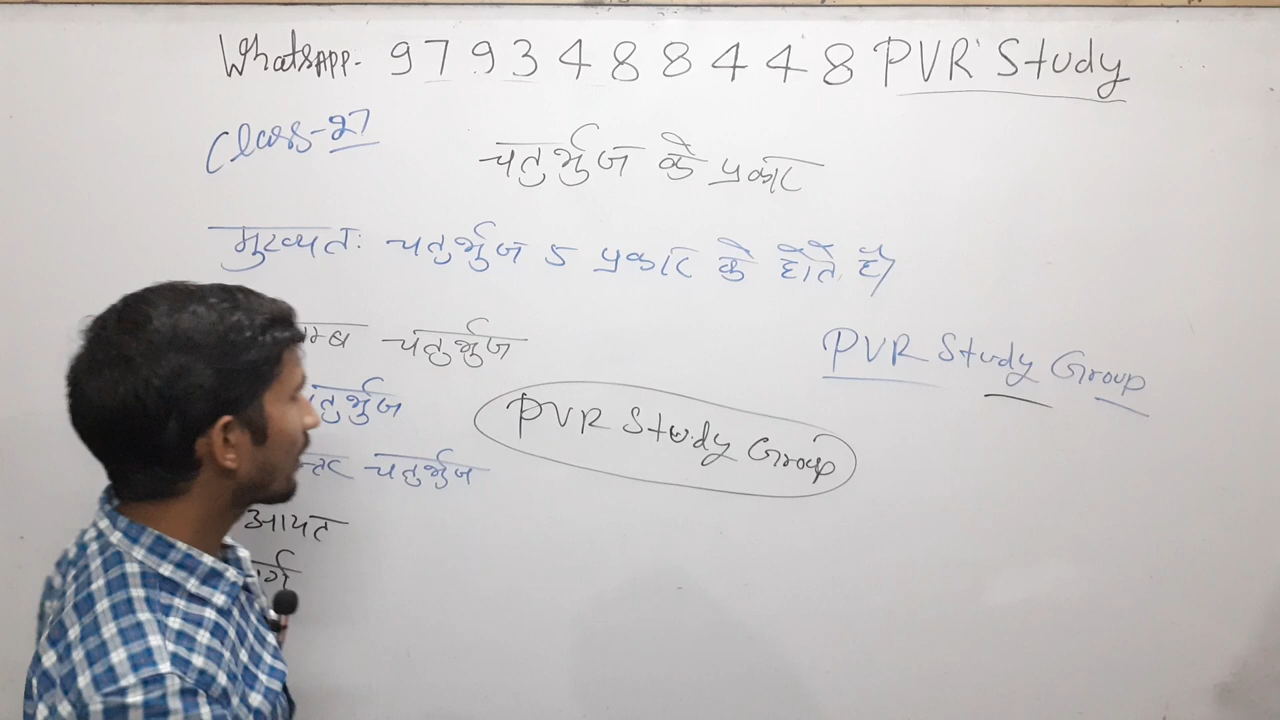 WhatsApp. 9793488448 PVR Study
Class-27
चतुर्भुज के प्रकार
मुख्यतः चतुर्भुज 5 प्रकार के होते है।
चतुर्भुज
चतुर्भुज
आयत
PVR Study Group
PVR Study Group